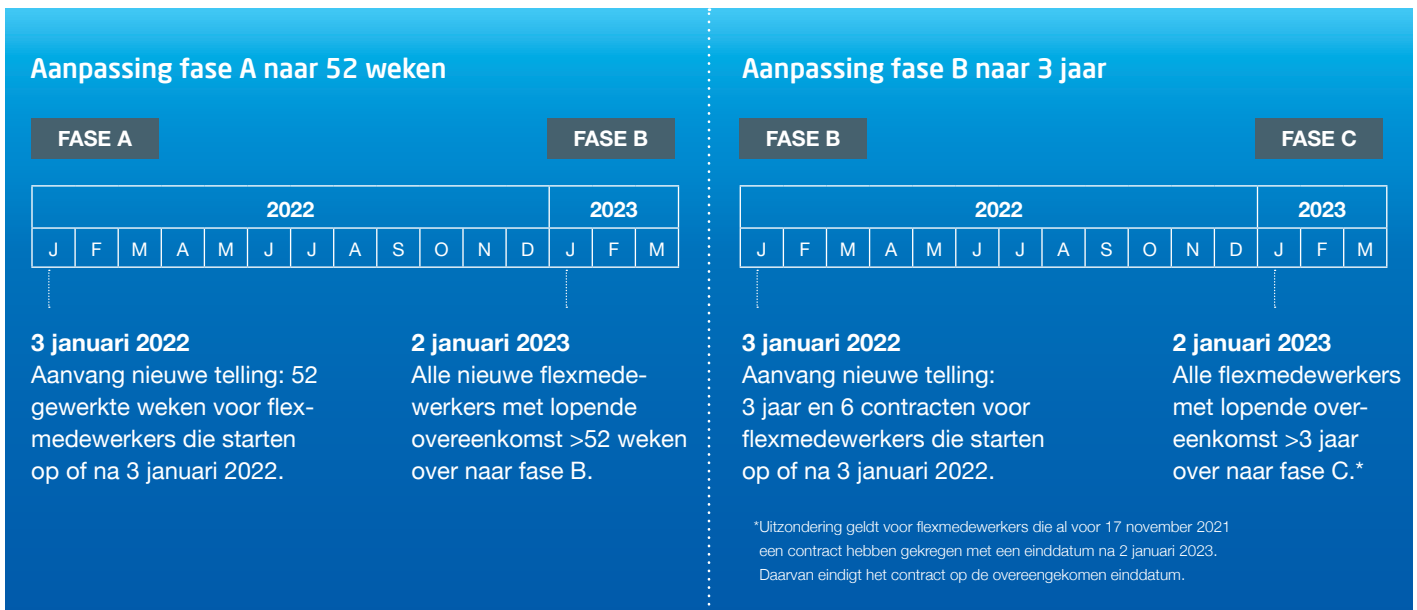 Aanpassing fase A naar 52 weken
FASE A
FASE B
2022
2023
J F M A M J J A S O N D J F M
3 januari 2022
Aanvang nieuwe telling: 52
gewerkte weken voor flex-
medewerkers die starten
op of na 3 januari 2022.
2 januari 2023
Alle nieuwe flexmede-
werkers met lopende
overeenkomst >52 weken
over naar fase B.
Aanpassing fase B naar 3 jaar
FASE B
FASE C
2022
2023
J F M A M J J A S O N D J F M
3 januari 2022
Aanvang nieuwe telling:
3 jaar en 6 contracten voor
flexmedewerkers die starten
op of na 3 januari 2022.
2 januari 2023
Alle flexmedewerkers
met lopende over-
eenkomst >3 jaar
over naar fase C.*
*Uitzondering geldt voor flexmedewerkers die al voor 17 november 2021
een contract hebben gekregen met een einddatum na 2 januari 2023.
Daarvan eindigt het contract op de overeengekomen einddatum.